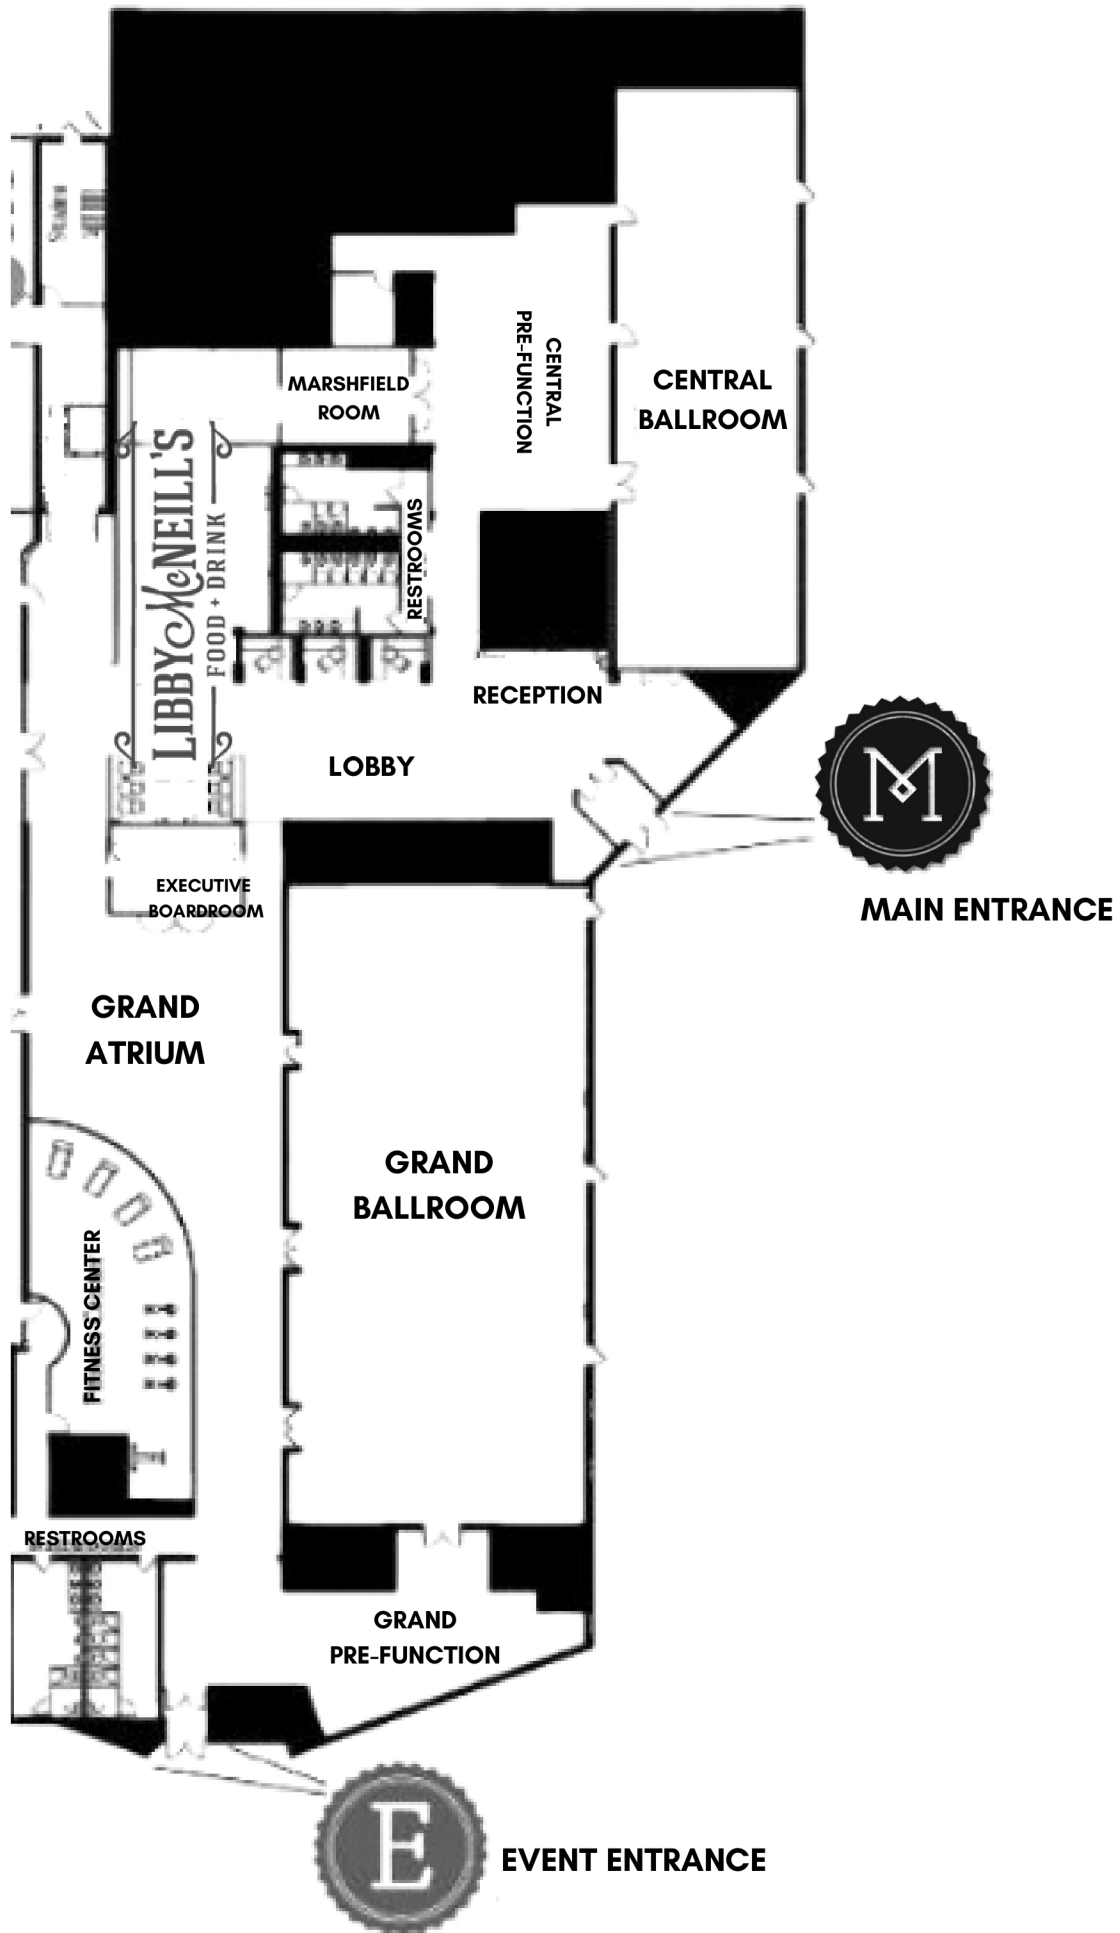 MARSHFIELD
ROOM
CENTRAL
PRE-FUNCTION
CENTRAL
BALLROOM
LIBBY McNEILL'S
FOOD + DRINK
RESTROOMS
RECEPTION
LOBBY
M
MAIN ENTRANCE
EXECUTIVE
BOARDROOM
GRAND
ATRIUM
GRAND
BALLROOM
FITNESS CENTER
RESTROOMS
GRAND
PRE-FUNCTION
E
EVENT ENTRANCE